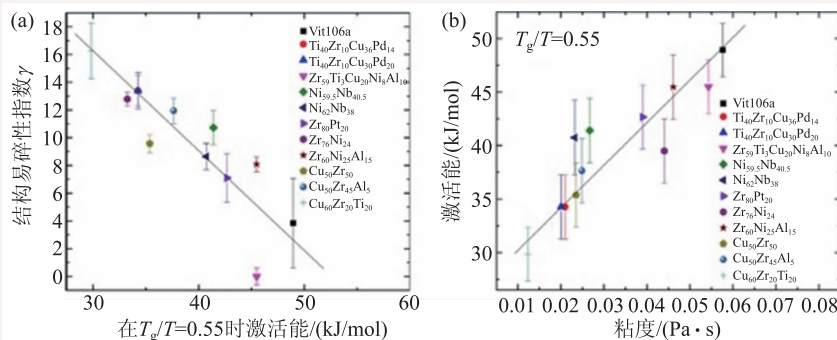 (a)
18
16
14
12
10
8
6
4
2
0
结构易碎性指数γ
Vit106a
Ti₄₀Zr₁₀Cu₃₆Pd₁₄
Ti₄₀Zr₁₀Cu₃₀Pd₂₀
Zr₅₉Ti₃Cu₂₀Ni₈Al₁₀
Ni₅₉.₅Nb₄₀.₅
Ni₆₂Nb₃₈
Zr₈₀Pt₂₀
Zr₇₆Ni₂₄
Zr₆₀Ni₂₅Al₁₅
Cu₅₀Zr₅₀
Cu₅₀Zr₄₅Al₅
Cu₆₀Zr₂₀Ti₂₀
30 40 50 60
在Tg/T=0.55时激活能/(kJ/mol)
(b)
Tg/T=0.55
50
45
40
35
30
激活能/(kJ/mol)
Vit106a
Ti₄₀Zr₁₀Cu₃₆Pd₁₄
Ti₄₀Zr₁₀Cu₃₀Pd₂₀
Zr₅₉Ti₃Cu₂₀Ni₈Al₁₀
Ni₅₉.₅Nb₄₀.₅
Ni₆₂Nb₃₈
Zr₈₀Pt₂₀
Zr₇₆Ni₂₄
Zr₆₀Ni₂₅Al₁₅
Cu₅₀Zr₅₀
Cu₅₀Zr₄₅Al₅
Cu₆₀Zr₂₀Ti₂₀
0.01 0.02 0.03 0.04 0.05 0.06 0.07 0.08
粘度/(Pa·s)